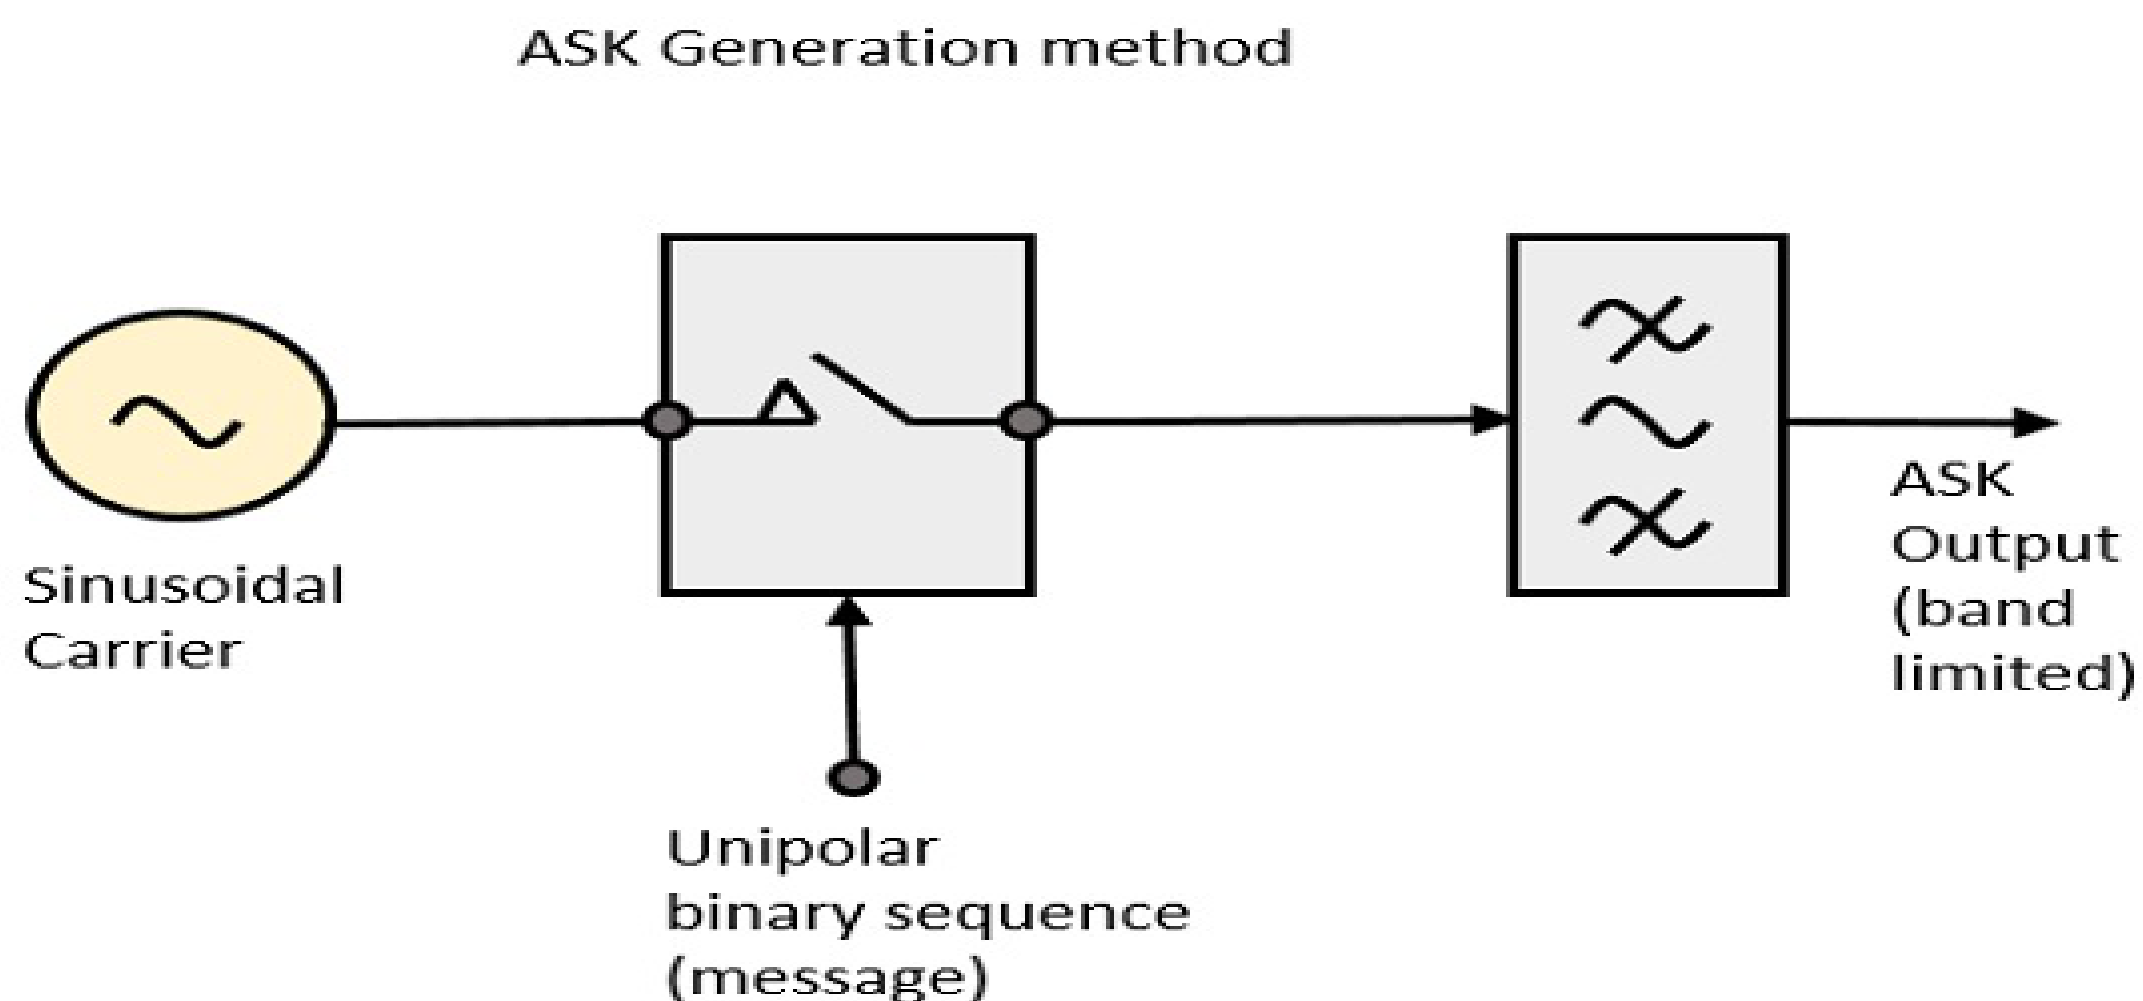 ASK Generation method
Sinusoidal
Carrier
Unipolar
binary sequence
(message)
ASK
Output
(band
limited)